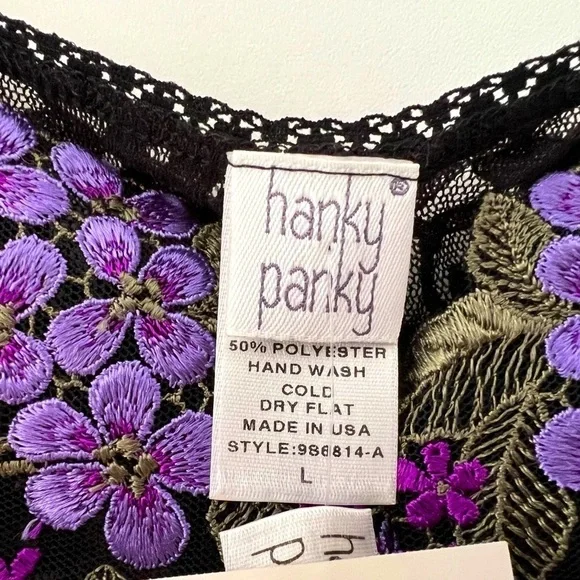 hanky
panky®
50% POLYESTER
HAND WASH
COLD
DRY FLAT
MADE IN USA
STYLE:986814-A
L